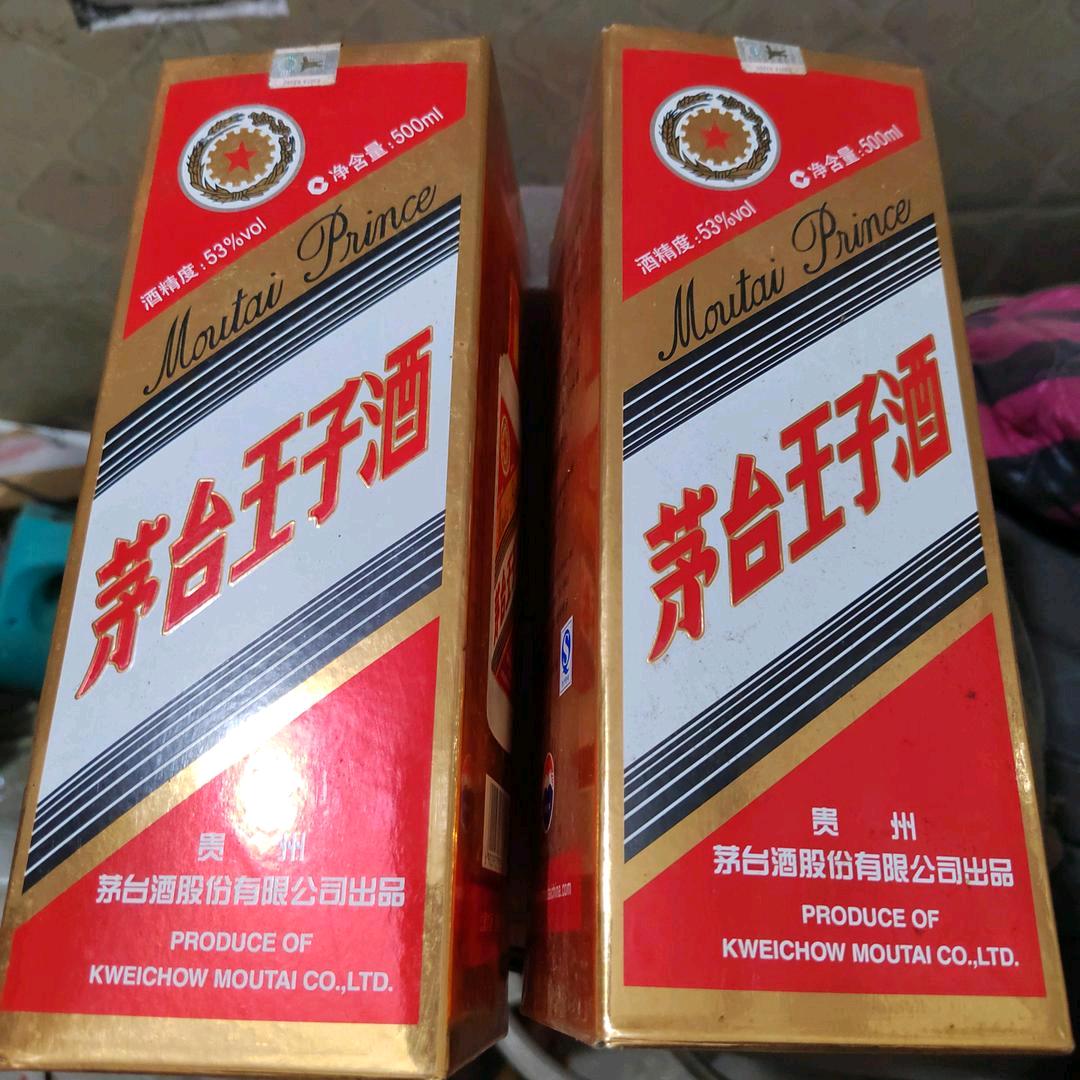 净含量:500ml
酒精度:53%vol
Moutai Prince
茅台王子酒
贵 州
茅台酒股份有限公司出品
PRODUCE OF
KWEICHOW MOUTAI CO.,LTD.
净含量:500ml
酒精度:53%vol
Moutai Prince
茅台王子酒
贵 州
茅台酒股份有限公司出品
PRODUCE OF
KWEICHOW MOUTAI CO.,LTD.